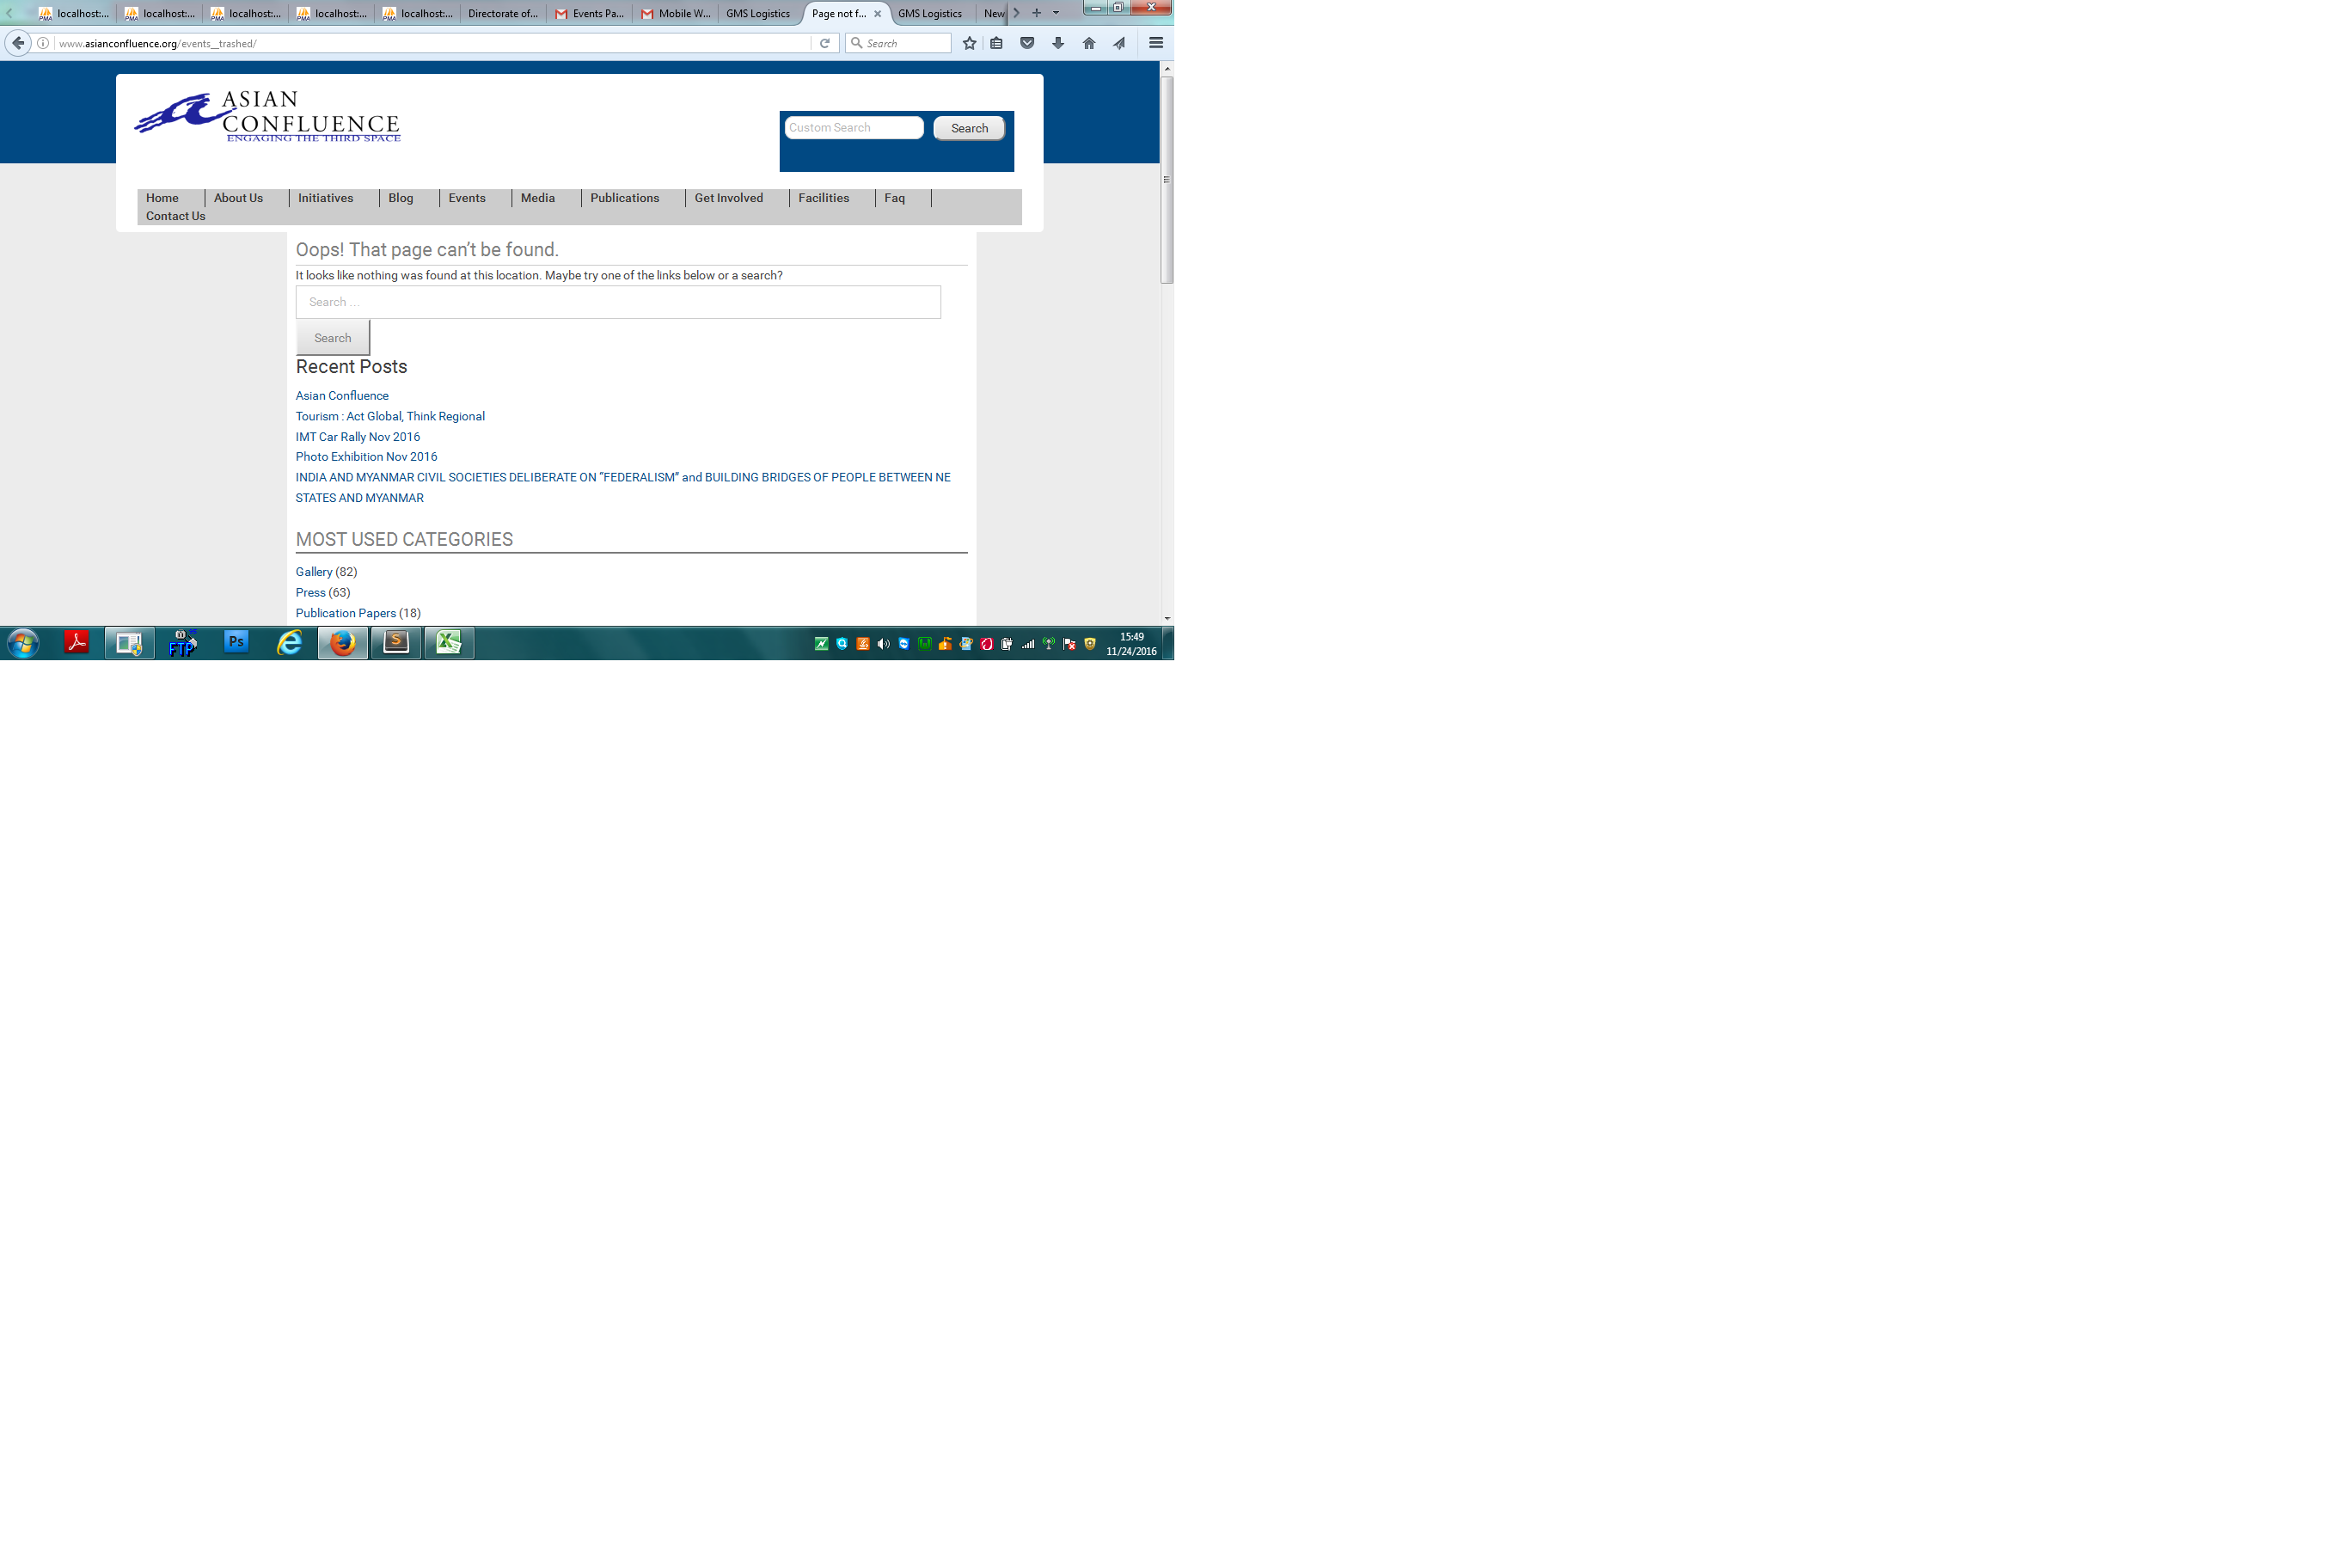 localhost:... localhost:... localhost:... localhost:... localhost:... Directorate of... Events Pa... Mobile W... GMS Logistics Page not f... GMS Logistics New
www.asianconfluence.org/events__trashed/ Search
ASIAN
CONFLUENCE
ENGAGING THE THIRD SPACE
Custom Search Search
Home About Us Initiatives Blog Events Media Publications Get Involved Facilities Faq
Contact Us
Oops! That page can’t be found.
It looks like nothing was found at this location. Maybe try one of the links below or a search?
Search ...
Search
Recent Posts
Asian Confluence
Tourism : Act Global, Think Regional
IMT Car Rally Nov 2016
Photo Exhibition Nov 2016
INDIA AND MYANMAR CIVIL SOCIETIES DELIBERATE ON “FEDERALISM” and BUILDING BRIDGES OF PEOPLE BETWEEN NE
STATES AND MYANMAR
MOST USED CATEGORIES
Gallery (82)
Press (63)
Publication Papers (18)
FTP Ps S
15:49
11/24/2016